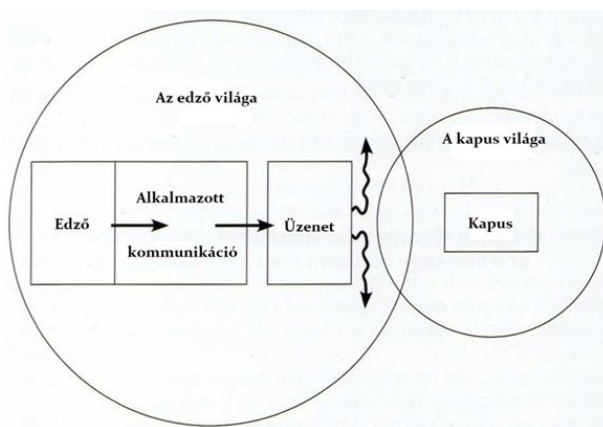 Az edző világa
A kapus világa
Edző
Alkalmazott
kommunikáció
Üzenet
Kapus